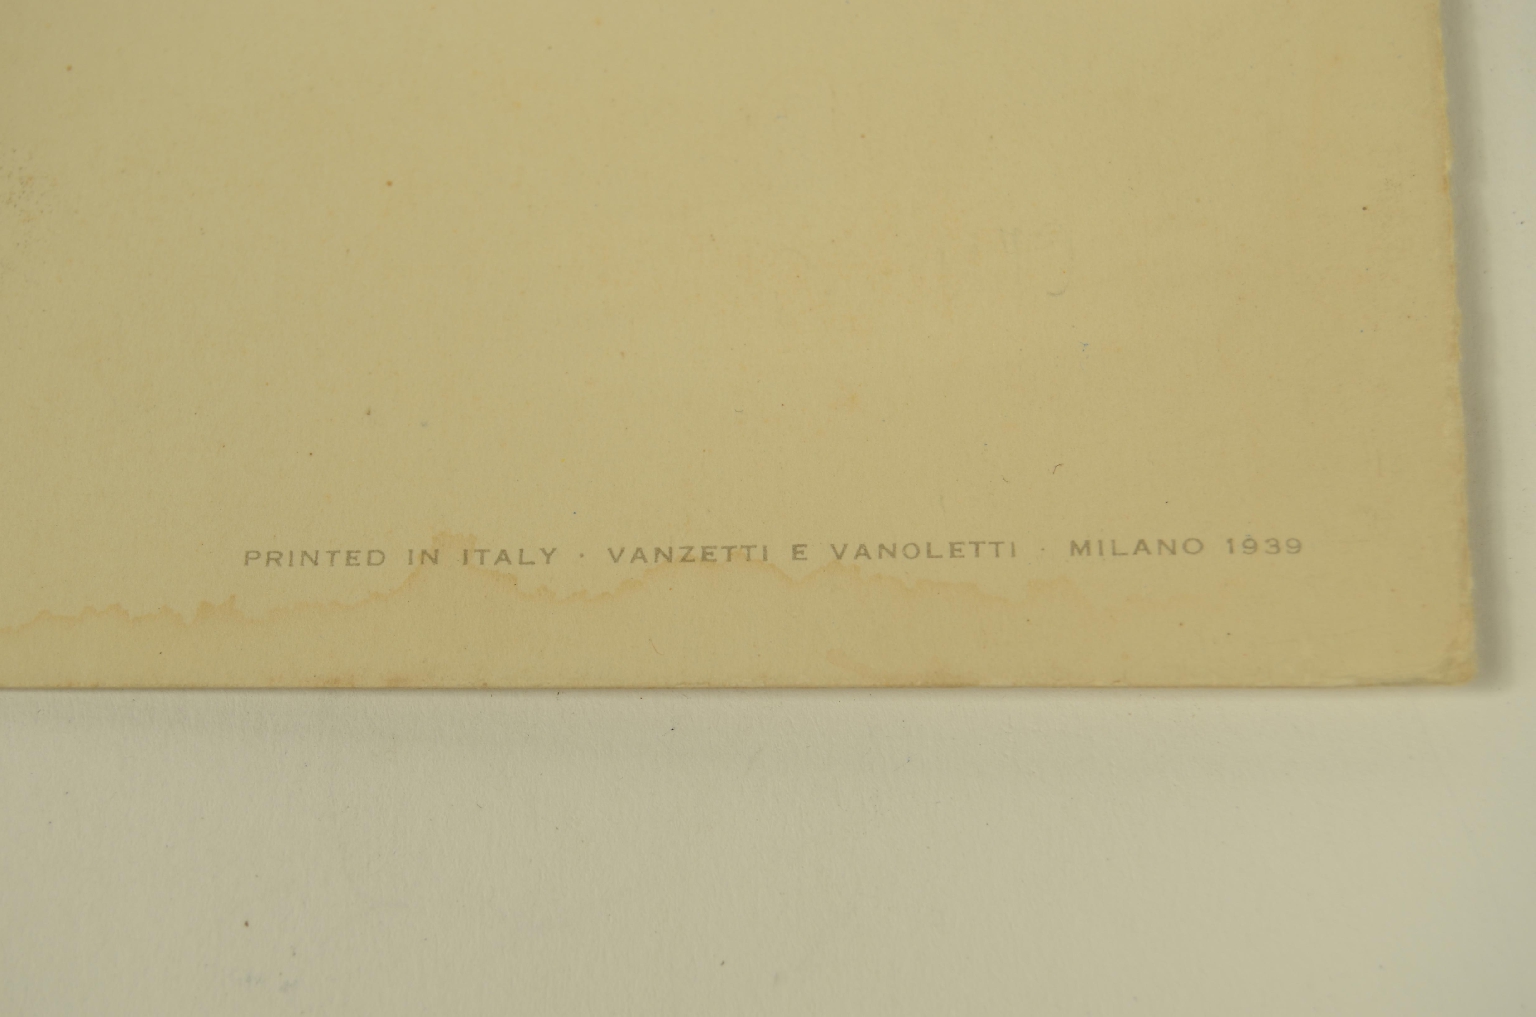 PRINTED IN ITALY · VANZETTI E VANOLETTI · MILANO 1939